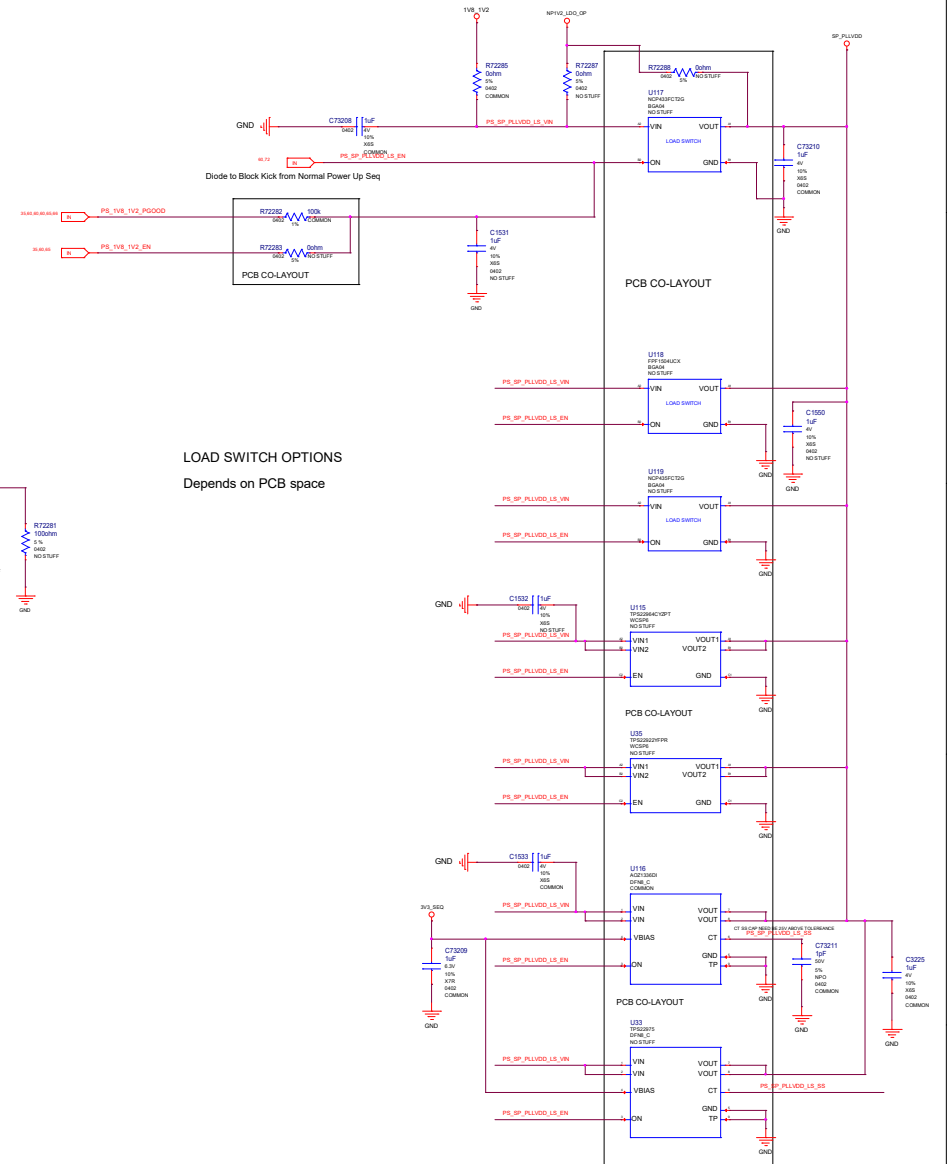 1V8_1V2
NP1V2_LDO_OP
SP_PLLVDD
R72285
0ohm
5%
0402
COMMON
R72287
0ohm
5%
0402
NO STUFF
R72288
0ohm
0402
5%
U117
NCP433FCT2G
BGA04
NO STUFF
VIN
VOUT
LOAD SWITCH
ON
GND
GND
C73208
1uF
0402
4V
10%
X6S
COMMON
PS_SP_PLLVDD_LS_VIN
IN
PS_SP_PLLVDD_LS_EN
Diode to Block Kick from Normal Power Up Seq
C73210
1uF
4V
10%
X6S
0402
COMMON
GND
IN
PS_1V8_1V2_PGOOD
R72282
100k
0402
1%
COMMON
IN
PS_1V8_1V2_EN
R72283
0ohm
0402
5%
NO STUFF
PCB CO-LAYOUT
C1531
1uF
4V
10%
X6S
0402
NO STUFF
GND
PCB CO-LAYOUT
U118
FPF1504UCX
BGA04
NO STUFF
PS_SP_PLLVDD_LS_VIN
VIN
VOUT
LOAD SWITCH
PS_SP_PLLVDD_LS_EN
ON
GND
GND
C1550
1uF
4V
10%
X6S
0402
NO STUFF
GND
LOAD SWITCH OPTIONS
Depends on PCB space
U119
NCP435FCT2G
BGA04
NO STUFF
PS_SP_PLLVDD_LS_VIN
VIN
VOUT
LOAD SWITCH
PS_SP_PLLVDD_LS_EN
ON
GND
GND
R72281
100ohm
5 %
0402
NO STUFF
GND
GND
C1532
1uF
0402
4V
10%
X6S
NO STUFF
U115
TPS22964CYZPT
WCSP6
NO STUFF
PS_SP_PLLVDD_LS_VIN
VIN1
VOUT1
VIN2
VOUT2
PS_SP_PLLVDD_LS_EN
EN
GND
GND
PCB CO-LAYOUT
U35
TPS22922YFPR
WCSP6
NO STUFF
PS_SP_PLLVDD_LS_VIN
VIN1
VOUT1
VIN2
VOUT2
PS_SP_PLLVDD_LS_EN
EN
GND
GND
GND
C1533
1uF
0402
4V
10%
X6S
COMMON
U116
AOZ1336DI
DFN8_C
COMMON
PS_SP_PLLVDD_LS_VIN
VIN
VOUT
VIN
VOUT
3V3_SEQ
VBIAS
CT
CT SS CAP NEED BE 25V ABOVE TOLEREANCE
PS_SP_PLLVDD_LS_SS
PS_SP_PLLVDD_LS_EN
ON
GND
TP
GND
C73209
1uF
6.3V
10%
X7R
0402
COMMON
GND
C73211
1pF
50V
5%
NPO
0402
COMMON
GND
C3225
1uF
4V
10%
X6S
0402
COMMON
GND
PCB CO-LAYOUT
U33
TPS22975
DFN8_C
NO STUFF
PS_SP_PLLVDD_LS_VIN
VIN
VOUT
VIN
VOUT
VBIAS
CT
PS_SP_PLLVDD_LS_SS
PS_SP_PLLVDD_LS_EN
ON
GND
TP
GND